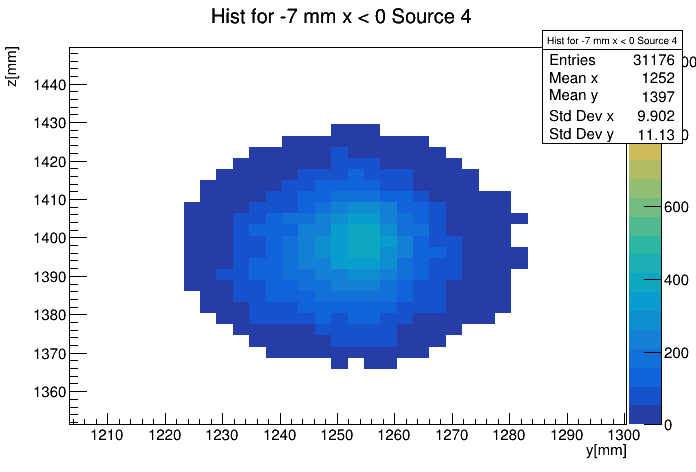 Hist for -7 mm x < 0 Source 4
z[mm]
Hist for -7 mm x < 0 Source 4
Entries 31176
Mean x 1252
Mean y 1397
Std Dev x 9.902
Std Dev y 11.13
1440
1430
1420
1410
1400
1390
1380
1370
1360
600
400
200
0
1210 1220 1230 1240 1250 1260 1270 1280 1290 1300
y[mm]